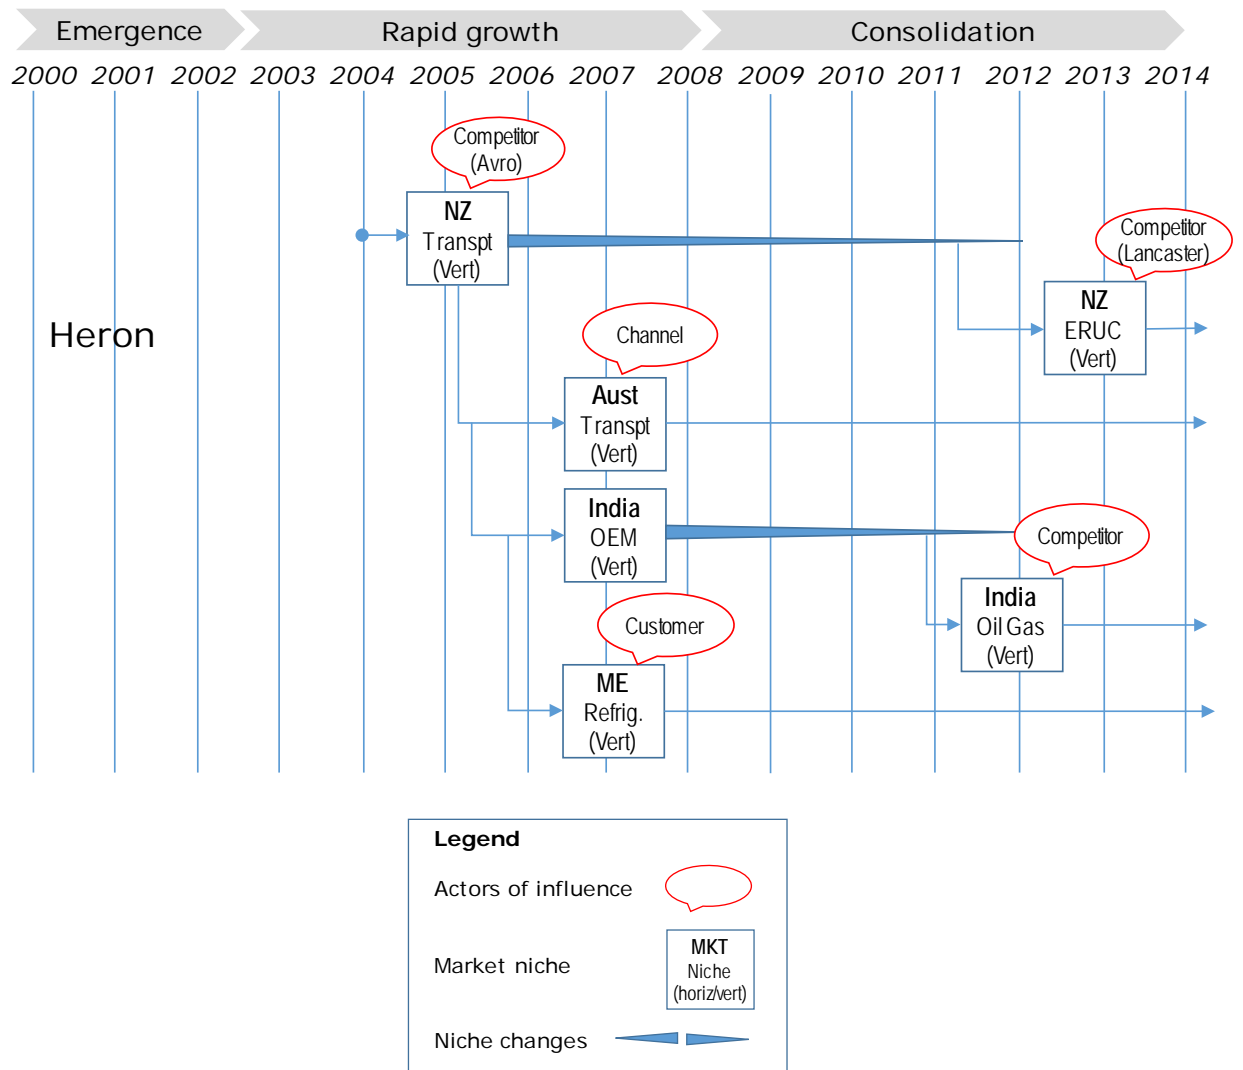 Emergence
Rapid growth
Consolidation
2000 2001 2002 2003 2004 2005 2006 2007 2008 2009 2010 2011 2012 2013 2014
Competitor
(Avro)
NZ
Transpt
(Vert)
Competitor
(Lancaster)
NZ
ERUC
(Vert)
Heron
Channel
Aust
Transpt
(Vert)
India
OEM
(Vert)
Competitor
India
Oil Gas
(Vert)
Customer
ME
Refrig.
(Vert)
Legend
Actors of influence
Market niche
MKT
Niche
(horiz/vert)
Niche changes